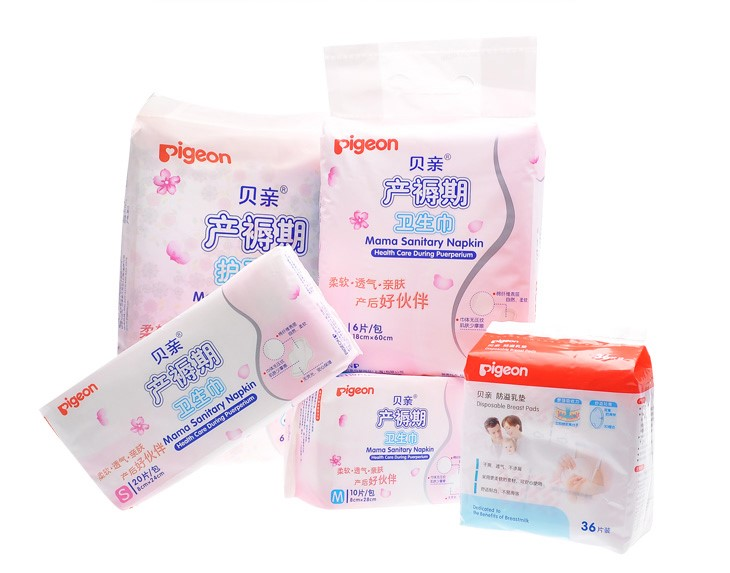 pigeon
贝亲®
产褥期
pigeon
贝亲®
产褥期
卫生巾
Mama Sanitary Napkin
Health Care During Puerperium
柔软·透气·亲肤
产后好伙伴
6片/包
18cm×60cm
pigeon
贝亲®
产褥期
卫生巾
Mama Sanitary Napkin
Health Care During Puerperium
柔软·透气·亲肤
产后好伙伴
S
20片/包
8cm×24cm
pigeon
贝亲®
产褥期
卫生巾
Mama Sanitary Napkin
Health Care During Puerperium
柔软·透气·亲肤
产后好伙伴
M
10片/包
8cm×28cm
pigeon
贝亲 防溢乳垫
Disposable Breast Pads
Dedicated to
the Benefits of Breastmilk
36片装